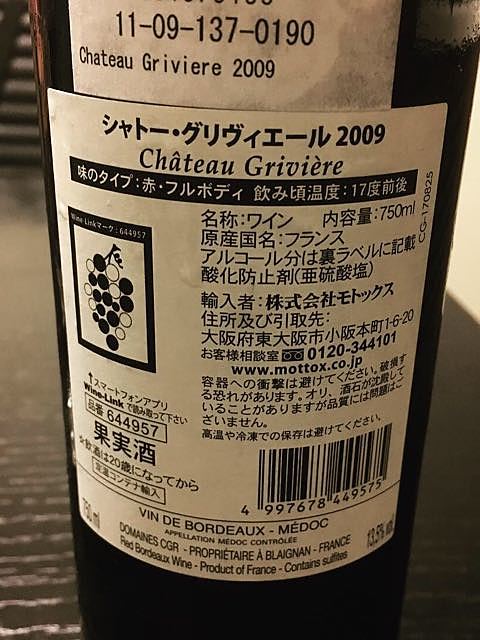 11-09-137-0190
Chateau Griviere 2009
シャトー・グリヴィエール 2009
Château Grivière
味のタイプ：赤・フルボディ 飲み頃温度：17度前後
Wine Linkマーク：644957
名称：ワイン 内容量：750ml
原産国名：フランス
アルコール分は裏ラベルに記載
酸化防止剤(亜硫酸塩)
輸入者：株式会社モトックス
住所及び引取先：
大阪府東大阪市小阪本町1-6-20
お客様相談室 0120-344101
www.mottox.co.jp
容器への衝撃は避けてください。破損す
る恐れがあります。オリ、酒石が沈殿して
いることがありますが品質には問題はご
ざいません。
高温や冷凍での保存は避けてください。
CG-170825
↑スマートフォンアプリ
Wine-Linkで読み取って下さい
品番 644957
果実酒
☆飲酒は20歳になってから
定温コンテナ輸入
4 997678 449575
750 ml
VIN DE BORDEAUX - MÉDOC
APPELLATION MÉDOC CONTRÔLÉE
DOMAINES CGR - PROPRIÉTAIRE À BLAIGNAN - FRANCE
Red Bordeaux Wine - Product of France - Contains sulfites
13,5% vol.